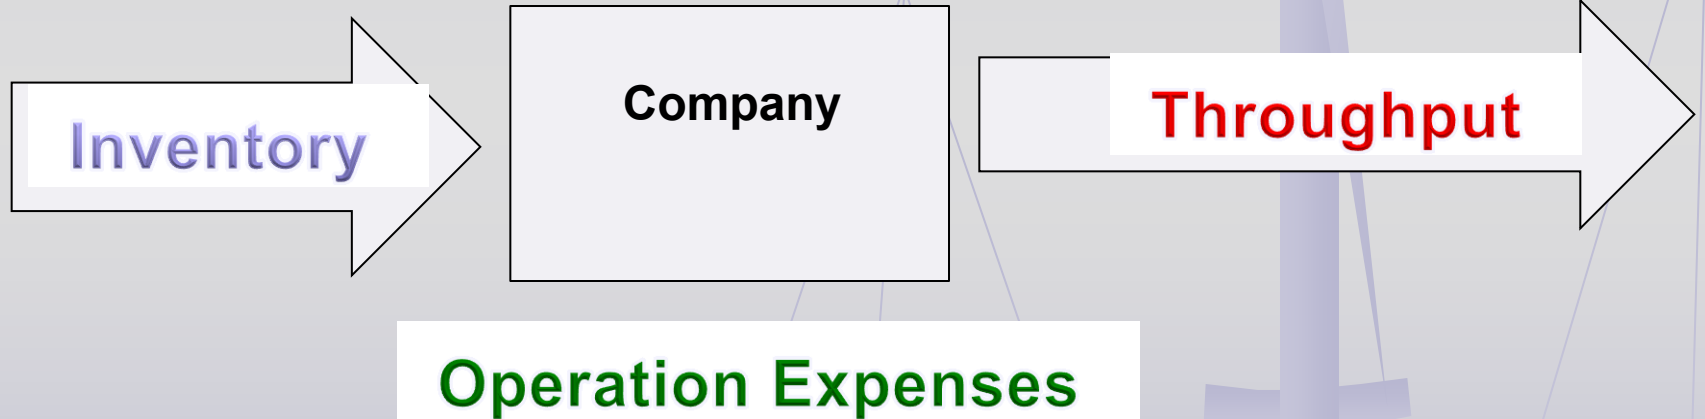 Inventory
Company
Throughput
Operation Expenses